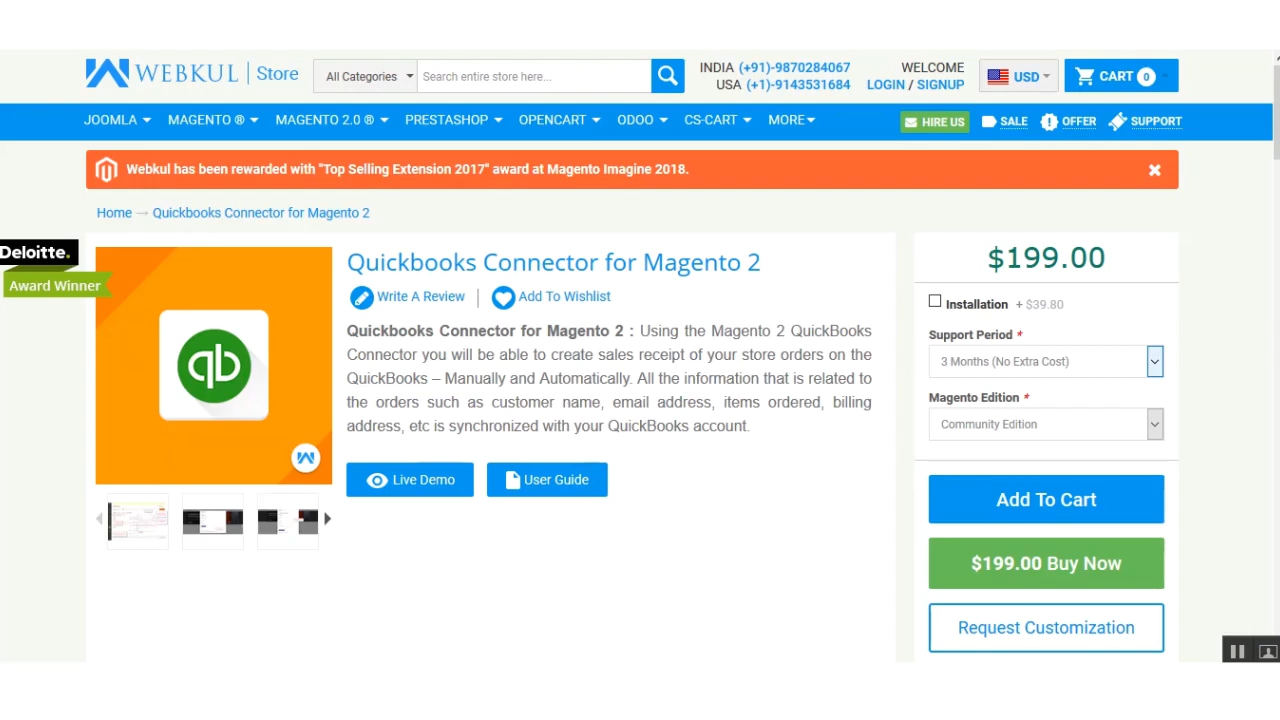 WEBKUL | Store
All Categories
Search entire store here...
INDIA (+91)-9870284067
USA (+1)-9143531684
WELCOME
LOGIN / SIGNUP
USD
CART 0
JOOMLA
MAGENTO ®
MAGENTO 2.0 ®
PRESTASHOP
OPENCART
ODOO
CS-CART
MORE
HIRE US
SALE
OFFER
SUPPORT
Webkul has been rewarded with "Top Selling Extension 2017" award at Magento Imagine 2018.
Home → Quickbooks Connector for Magento 2
Deloitte.
Award Winner
qb
Quickbooks Connector for Magento 2
Write A Review | Add To Wishlist
Quickbooks Connector for Magento 2 : Using the Magento 2 QuickBooks
Connector you will be able to create sales receipt of your store orders on the
QuickBooks – Manually and Automatically. All the information that is related to
the orders such as customer name, email address, items ordered, billing
address, etc is synchronized with your QuickBooks account.
Live Demo
User Guide
$199.00
Installation + $39.80
Support Period *
3 Months (No Extra Cost)
Magento Edition *
Community Edition
Add To Cart
$199.00 Buy Now
Request Customization